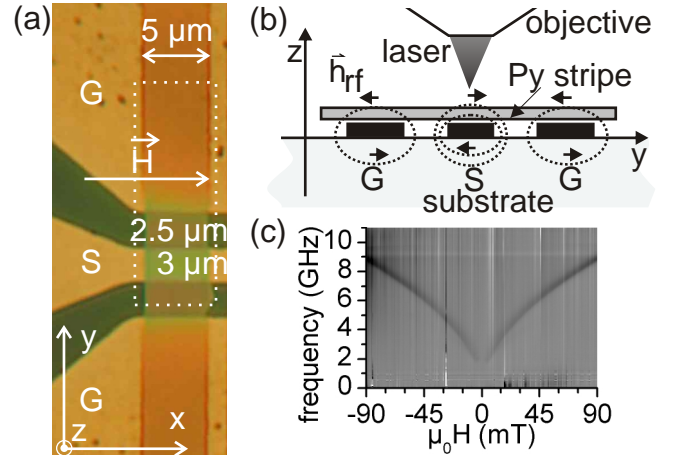 (a)
5 µm
G
H
2.5 µm
S
3 µm
y
G
z
x
(b)
z
objective
laser
h rf
Py stripe
y
G
S
G
substrate
(c)
frequency (GHz)
10
8
6
4
2
0
-90
-45
0
45
90
µ0H (mT)